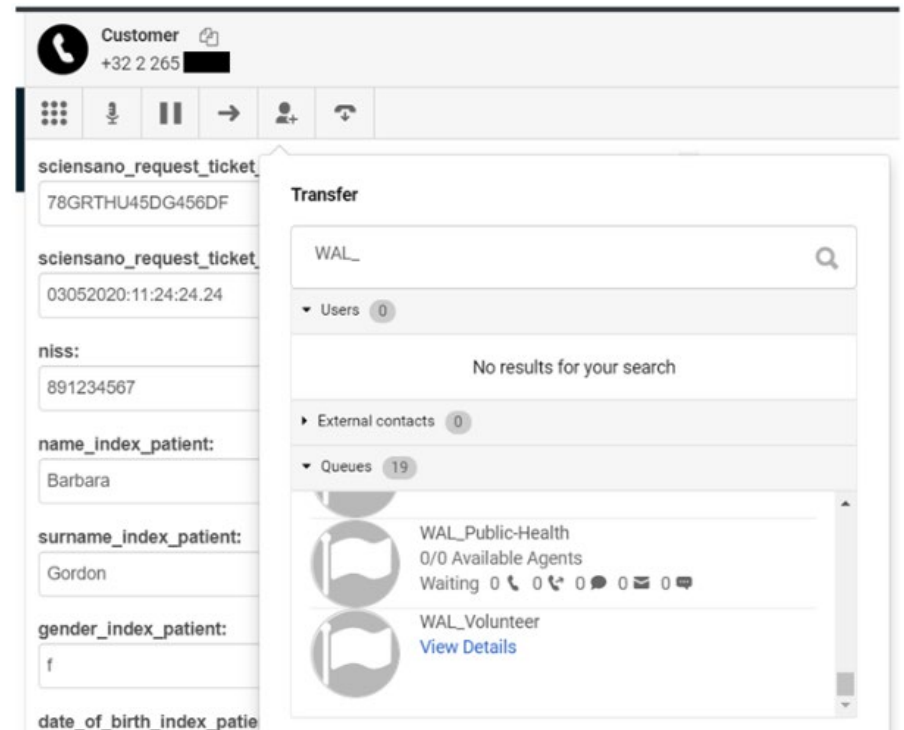 Customer
+32 2 265
sciensano_request_ticket_
78GRTHU45DG456DF
sciensano_request_ticket_
03052020:11:24:24.24
niss:
891234567
name_index_patient:
Barbara
surname_index_patient:
Gordon
gender_index_patient:
f
date_of_birth_index_patie
Transfer
WAL_
Users 0
No results for your search
External contacts 0
Queues 19
WAL_Public-Health
0/0 Available Agents
Waiting 0 0 0 0 0
WAL_Volunteer
View Details